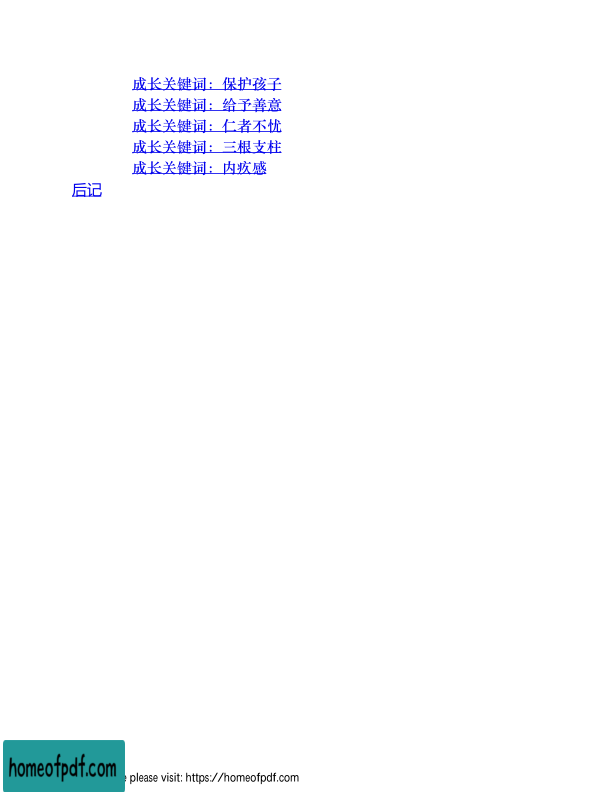 成长关键词：保护孩子
成长关键词：给予善意
成长关键词：仁者不忧
成长关键词：三根支柱
成长关键词：内疚感
后记
homeofpdf.com
please visit: https://homeofpdf.com